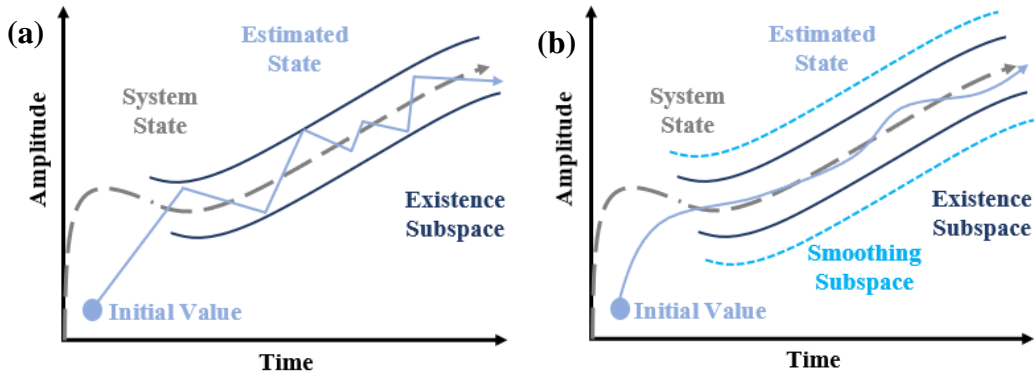 (a)
Estimated
State
System
State
Amplitude
Existence
Subspace
Initial Value
Time
(b)
Estimated
State
System
State
Amplitude
Existence
Subspace
Smoothing
Subspace
Initial Value
Time